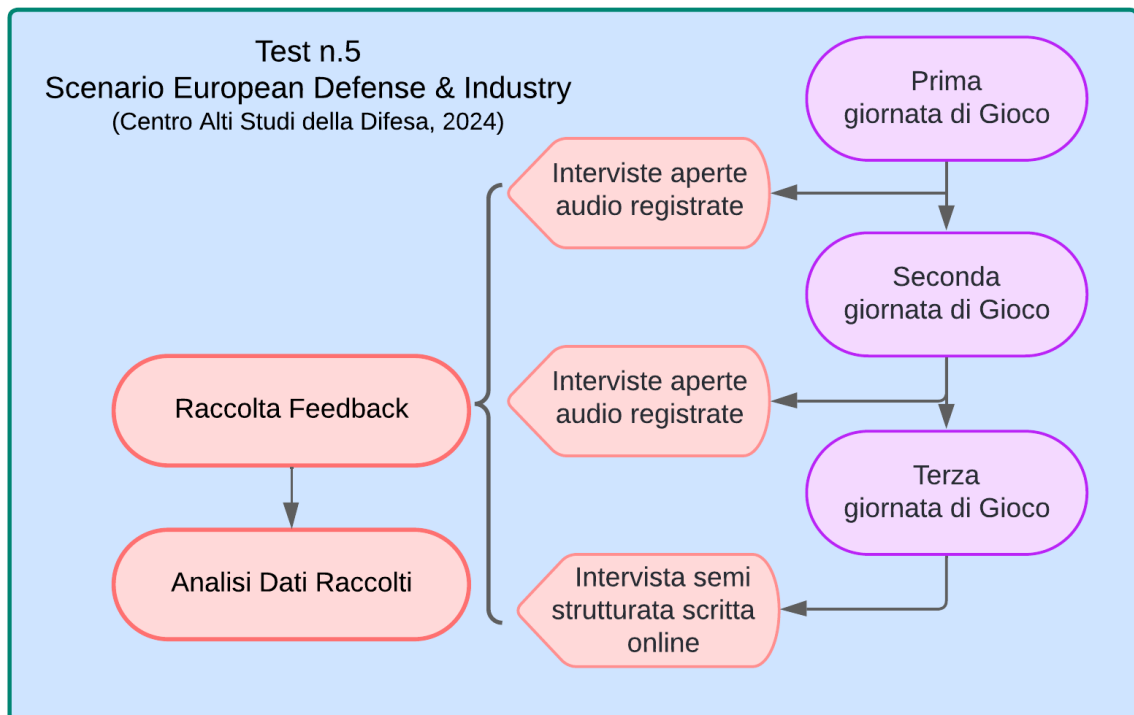 Test n.5
Scenario European Defense & Industry
(Centro Alti Studi della Difesa, 2024)
Prima
giornata di Gioco
Interviste aperte
audio registrate
Seconda
giornata di Gioco
Interviste aperte
audio registrate
Raccolta Feedback
Terza
giornata di Gioco
Analisi Dati Raccolti
Intervista semi
strutturata scritta
online